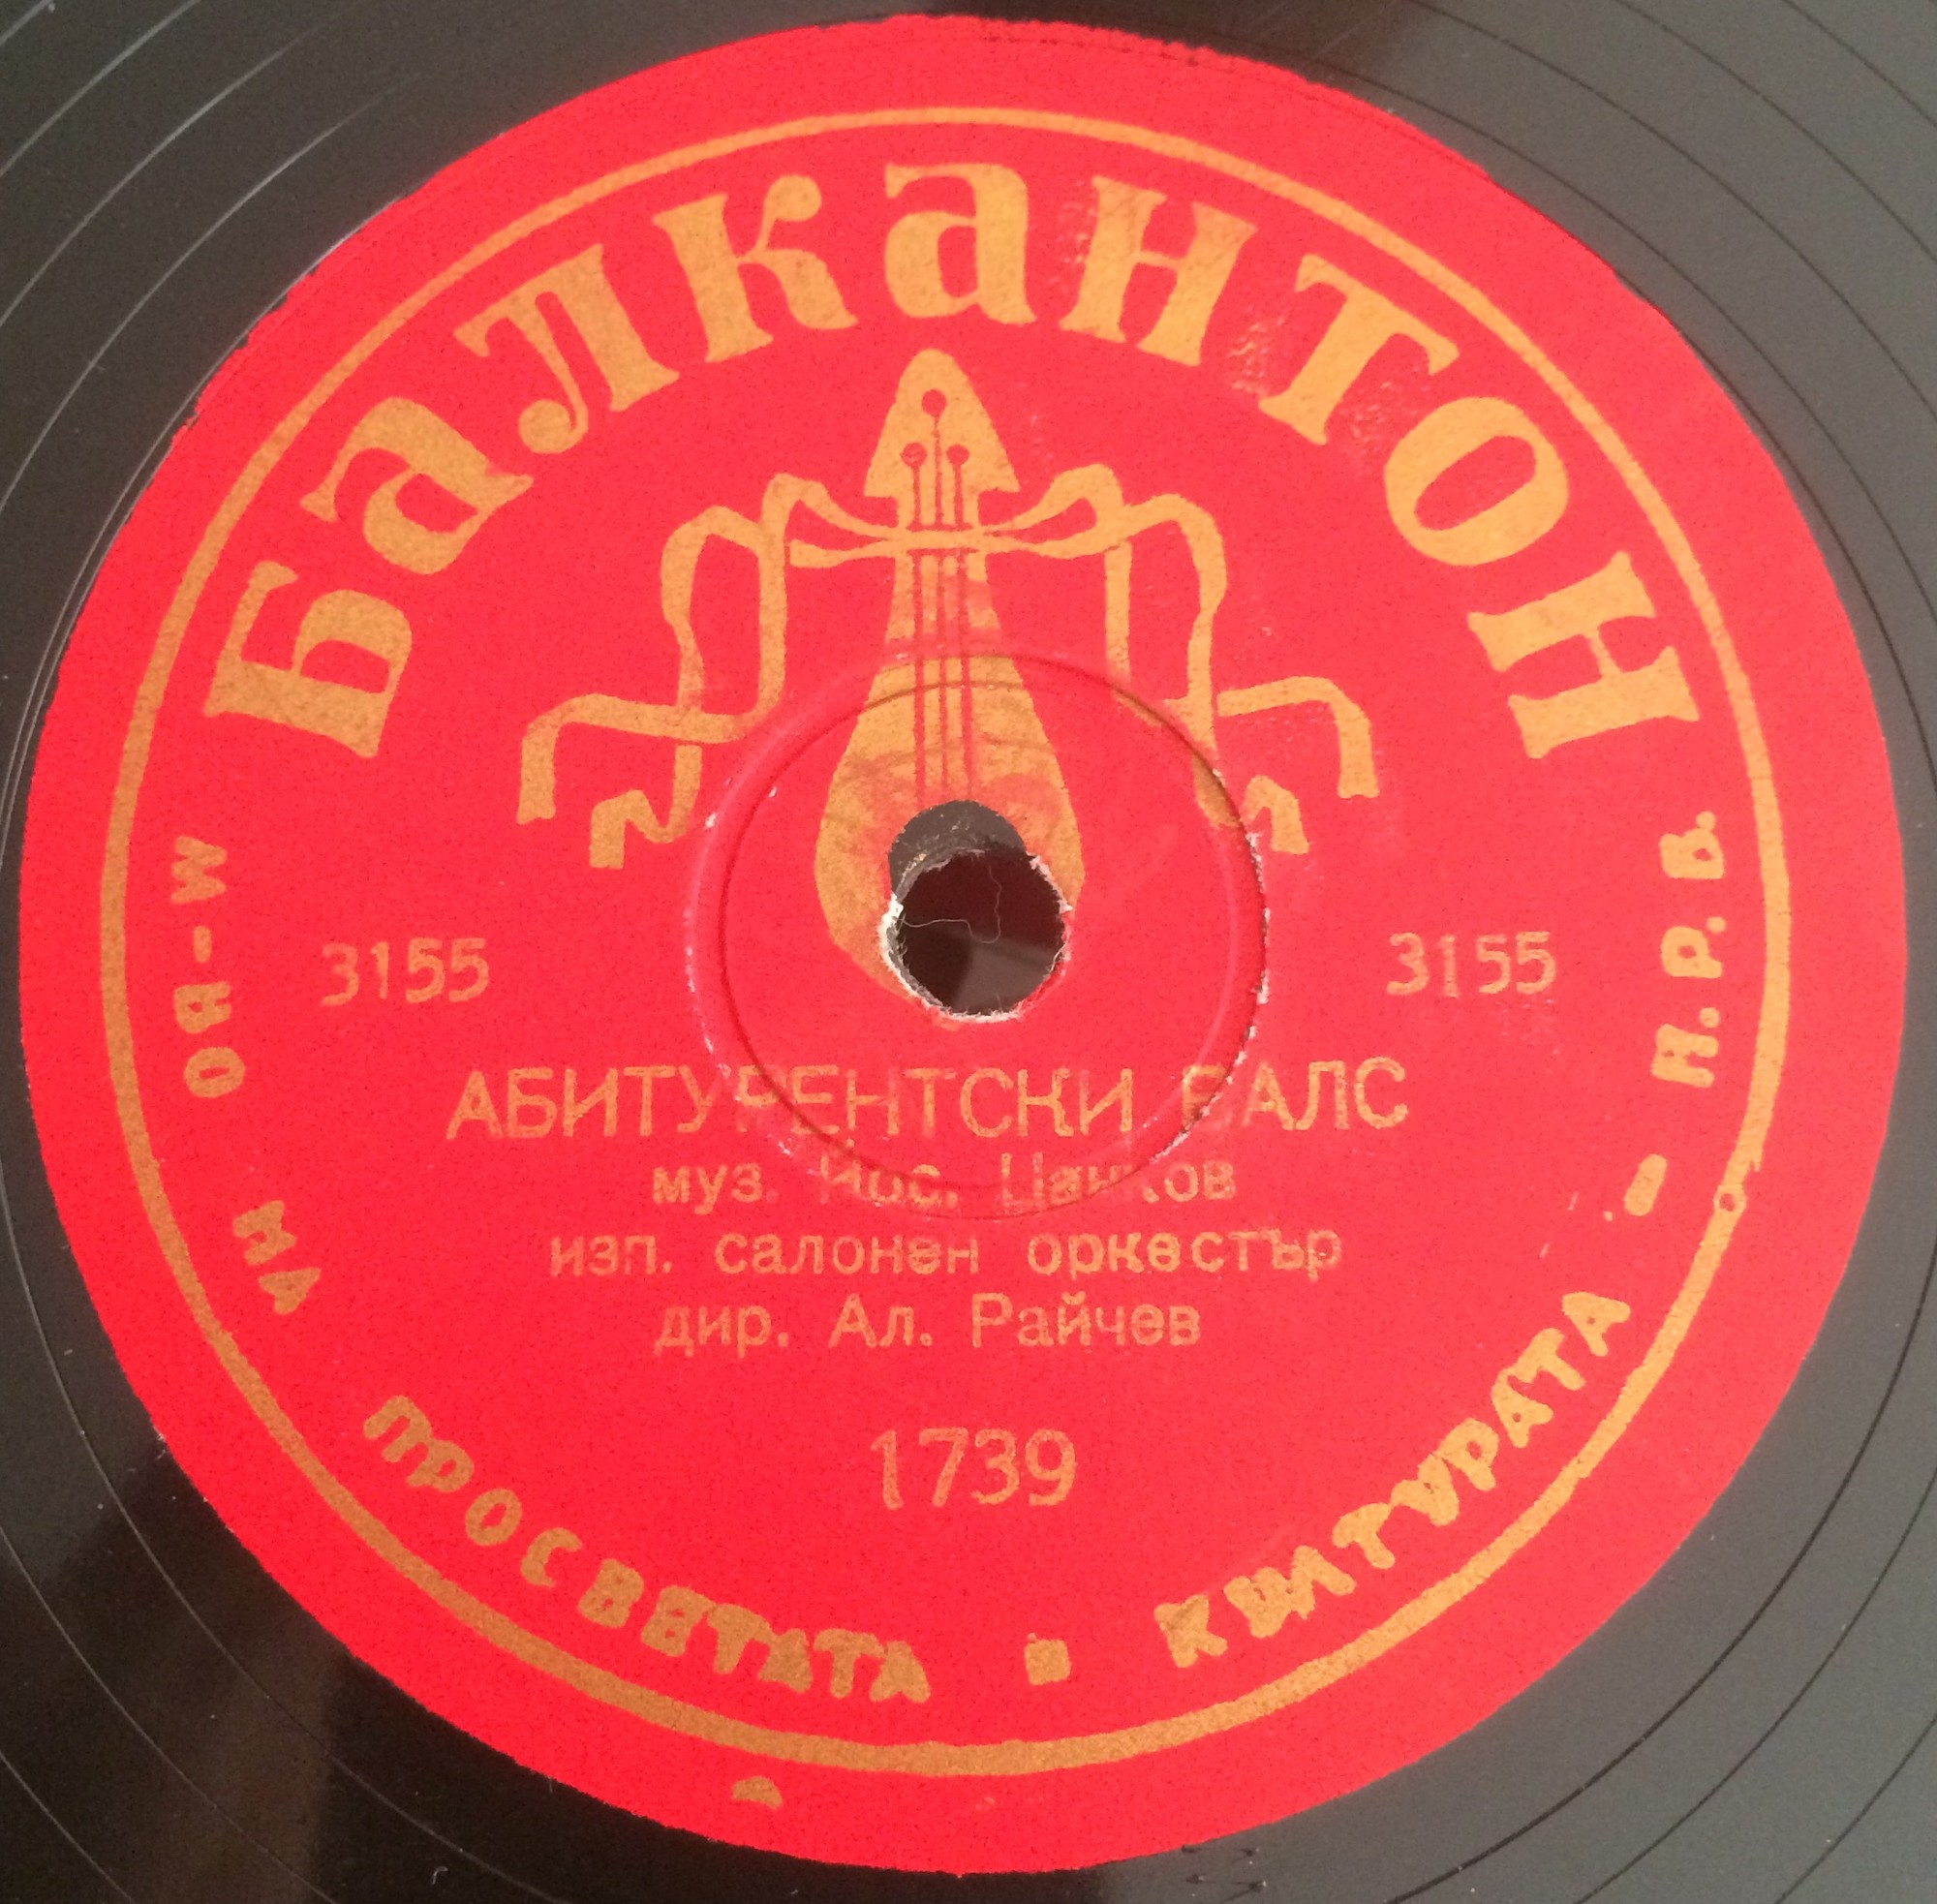 Балкантон
3155 3155
АБИТУРЕНТСКИ ВАЛС
муз. Йос. Цанков
изп. салонен оркестър
дир. Ал. Райчев
1739
М-ВО НА ПРОСВЕТАТА И КУЛТУРАТА - Н.Р.Б.